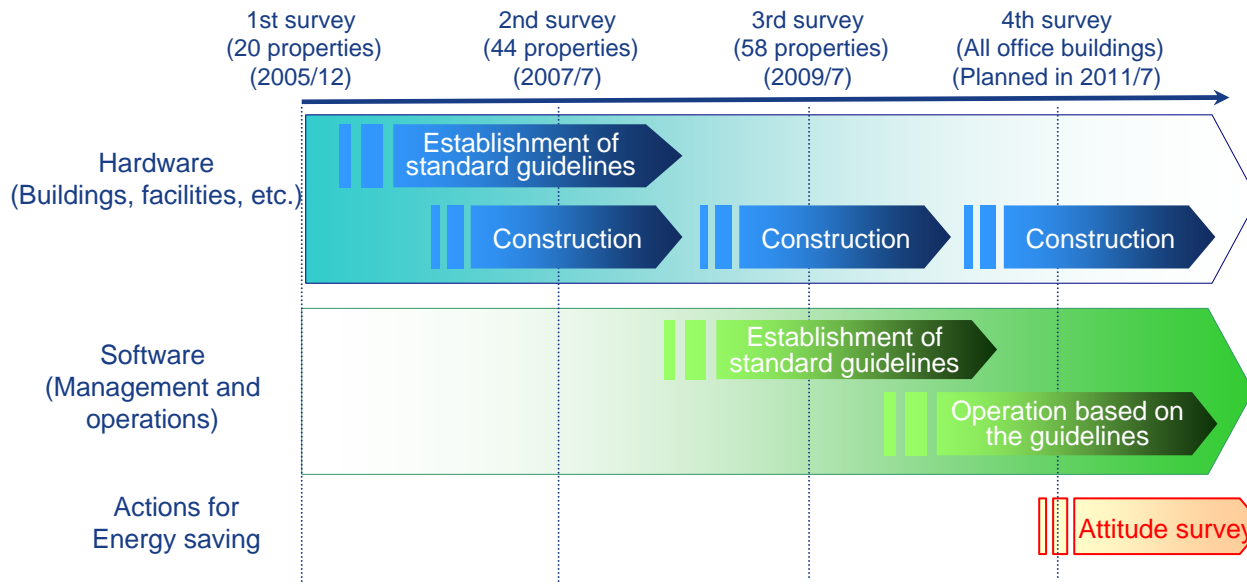 1st survey
(20 properties)
(2005/12)
2nd survey
(44 properties)
(2007/7)
3rd survey
(58 properties)
(2009/7)
4th survey
(All office buildings)
(Planned in 2011/7)
Hardware
(Buildings, facilities, etc.)
Establishment of
standard guidelines
Construction
Construction
Construction
Software
(Management and
operations)
Establishment of
standard guidelines
Operation based on
the guidelines
Actions for
Energy saving
Attitude survey